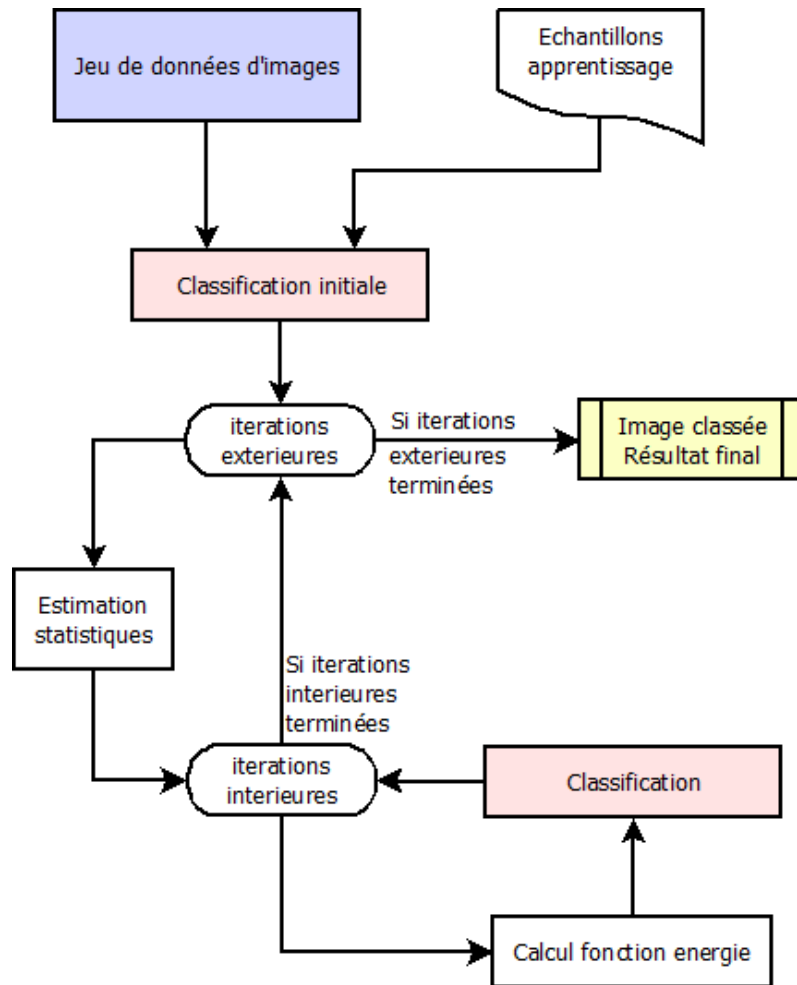 Jeu de données d'images
Echantillons
apprentissage
Classification initiale
iterations
exterieures
Si iterations
exterieures
terminées
Image classée
Résultat final
Estimation
statistiques
Si iterations
interieures
terminées
iterations
interieures
Classification
Calcul fonction energie